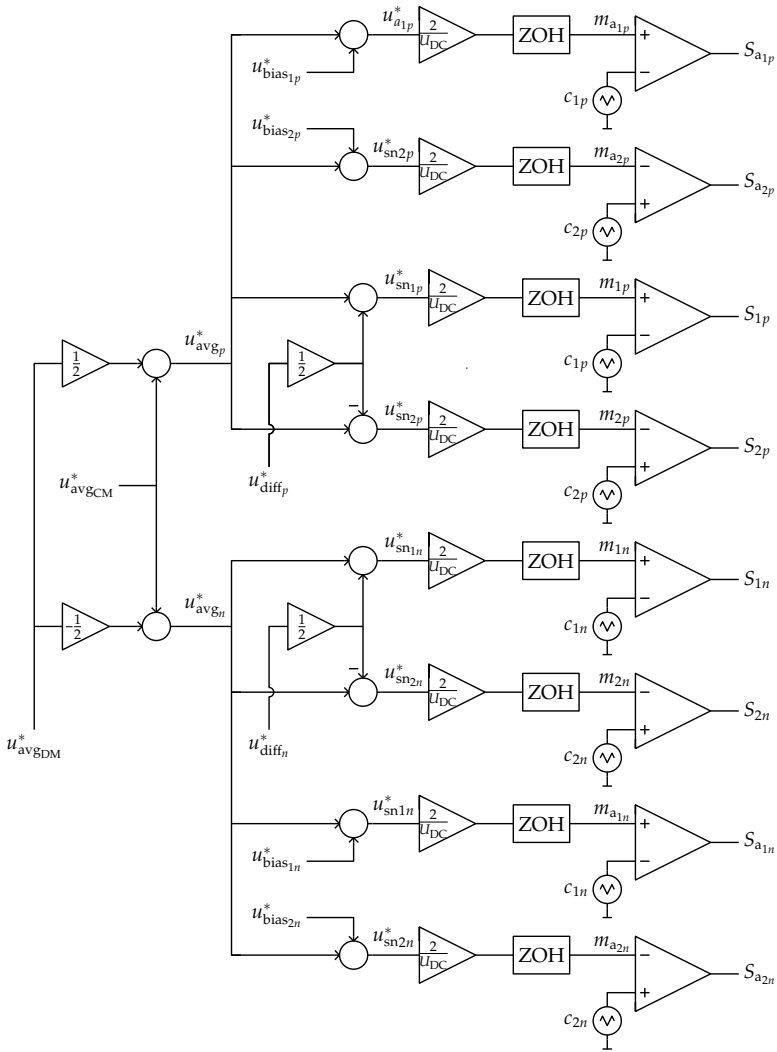 u*a1p 2/UDC ZOH ma1p + − Sa1p
u*bias1p c1p
u*bias2p
u*sn2p 2/UDC ZOH ma2p − + Sa2p
c2p
u*sn1p 2/UDC ZOH m1p + − S1p
u*avgp
1/2 1/2 c1p
− u*sn2p 2/UDC ZOH m2p − + S2p
u*avgCM u*diffp c2p
u*sn1n 2/UDC ZOH m1n + − S1n
u*avgn
−1/2 1/2 c1n
− u*sn2n 2/UDC ZOH m2n − + S2n
u*avgDM u*diffn c2n
u*sn1n 2/UDC ZOH ma1n + − Sa1n
u*bias1n c1n
u*bias2n
u*sn2n 2/UDC ZOH ma2n − + Sa2n
c2n